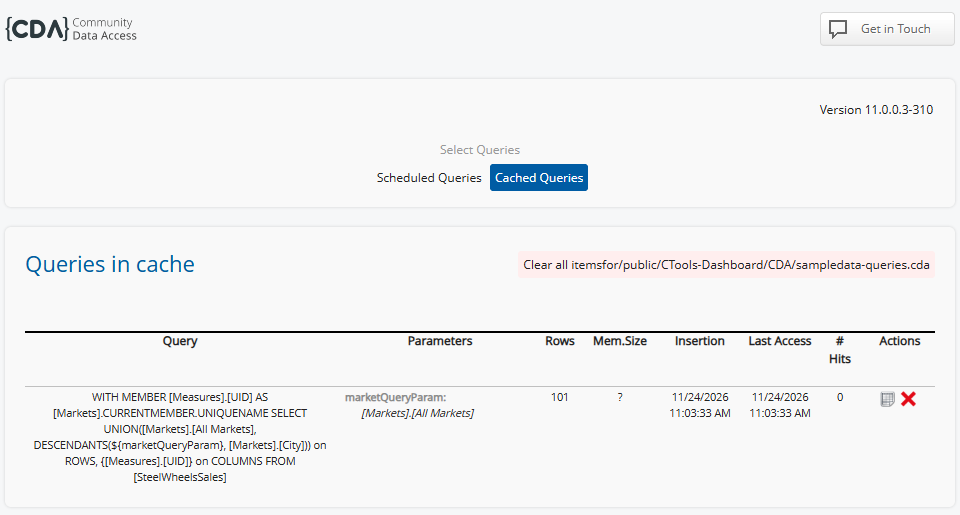 {CDA} Community
Data Access
Get in Touch
Version 11.0.0.3-310
Select Queries
Scheduled Queries Cached Queries
Queries in cache
Clear all itemsfor/public/CTools-Dashboard/CDA/sampledata-queries.cda
Query Parameters Rows Mem.Size Insertion Last Access # Hits Actions
WITH MEMBER [Measures].[UID] AS
[Markets].CURRENTMEMBER.UNIQUENAME SELECT
UNION([Markets].[All Markets],
DESCENDANTS(${marketQueryParam}, [Markets].[City])) on
ROWS, {[Measures].[UID]} on COLUMNS FROM
[SteelWheelsSales]
marketQueryParam:
[Markets].[All Markets]
101
?
11/24/2026
11:03:33 AM
11/24/2026
11:03:33 AM
0